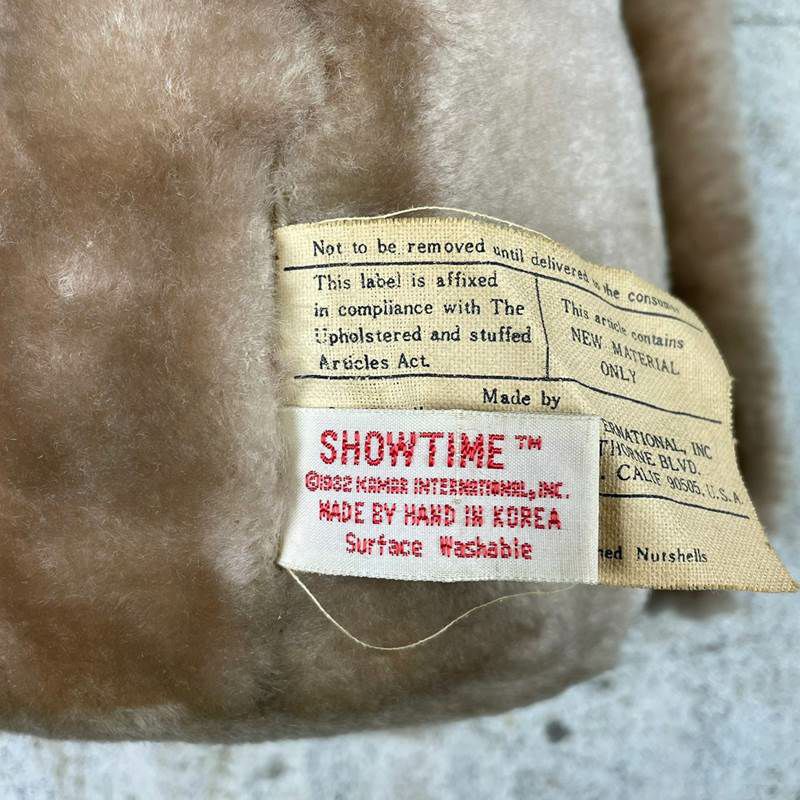 Not to be removed until delivered to the consumer
This label is affixed
in compliance with The
Upholstered and stuffed
Articles Act.
This article contains
NEW MATERIAL
ONLY
Made by
ERNATIONAL, INC
THORNE BLVD.
. CALIF 90505. U.S.A.
hed Nutshells
SHOWTIME™
©1982 KAMAR INTERNATIONAL, INC.
MADE BY HAND IN KOREA
Surface Washable